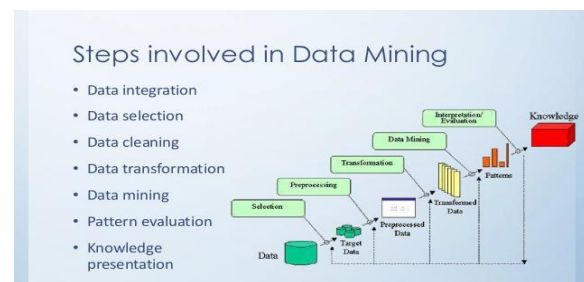 Steps involved in Data Mining
• Data integration
• Data selection
• Data cleaning
• Data transformation
• Data mining
• Pattern evaluation
• Knowledge
presentation
Interpretation/
Evaluation
Knowledge
Data Mining
Transformation
Patterns
Preprocessing
Transformed
Data
Selection
Preprocessed
Data
Target
Data
Data